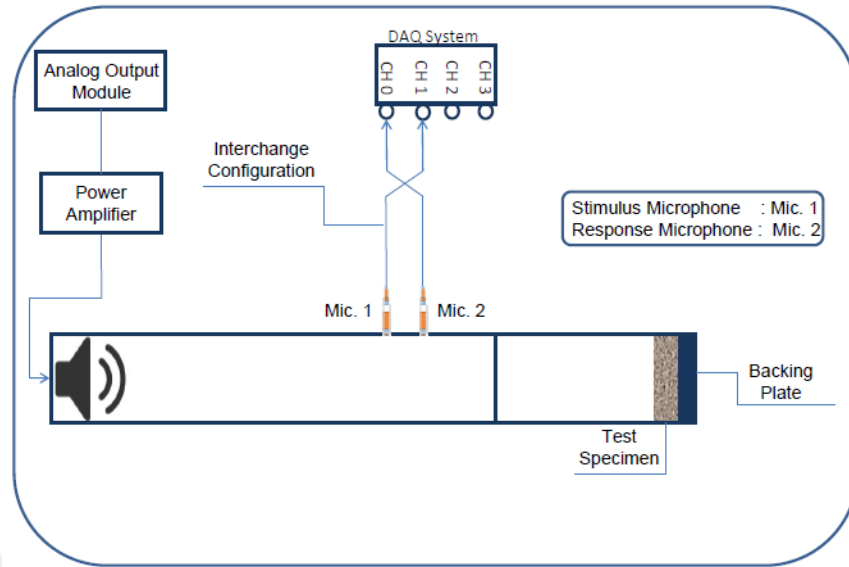 DAQ System
CH 0
CH 1
CH 2
CH 3
Analog Output
Module
Interchange
Configuration
Power
Amplifier
Stimulus Microphone : Mic. 1
Response Microphone : Mic. 2
Mic. 1
Mic. 2
Backing
Plate
Test
Specimen